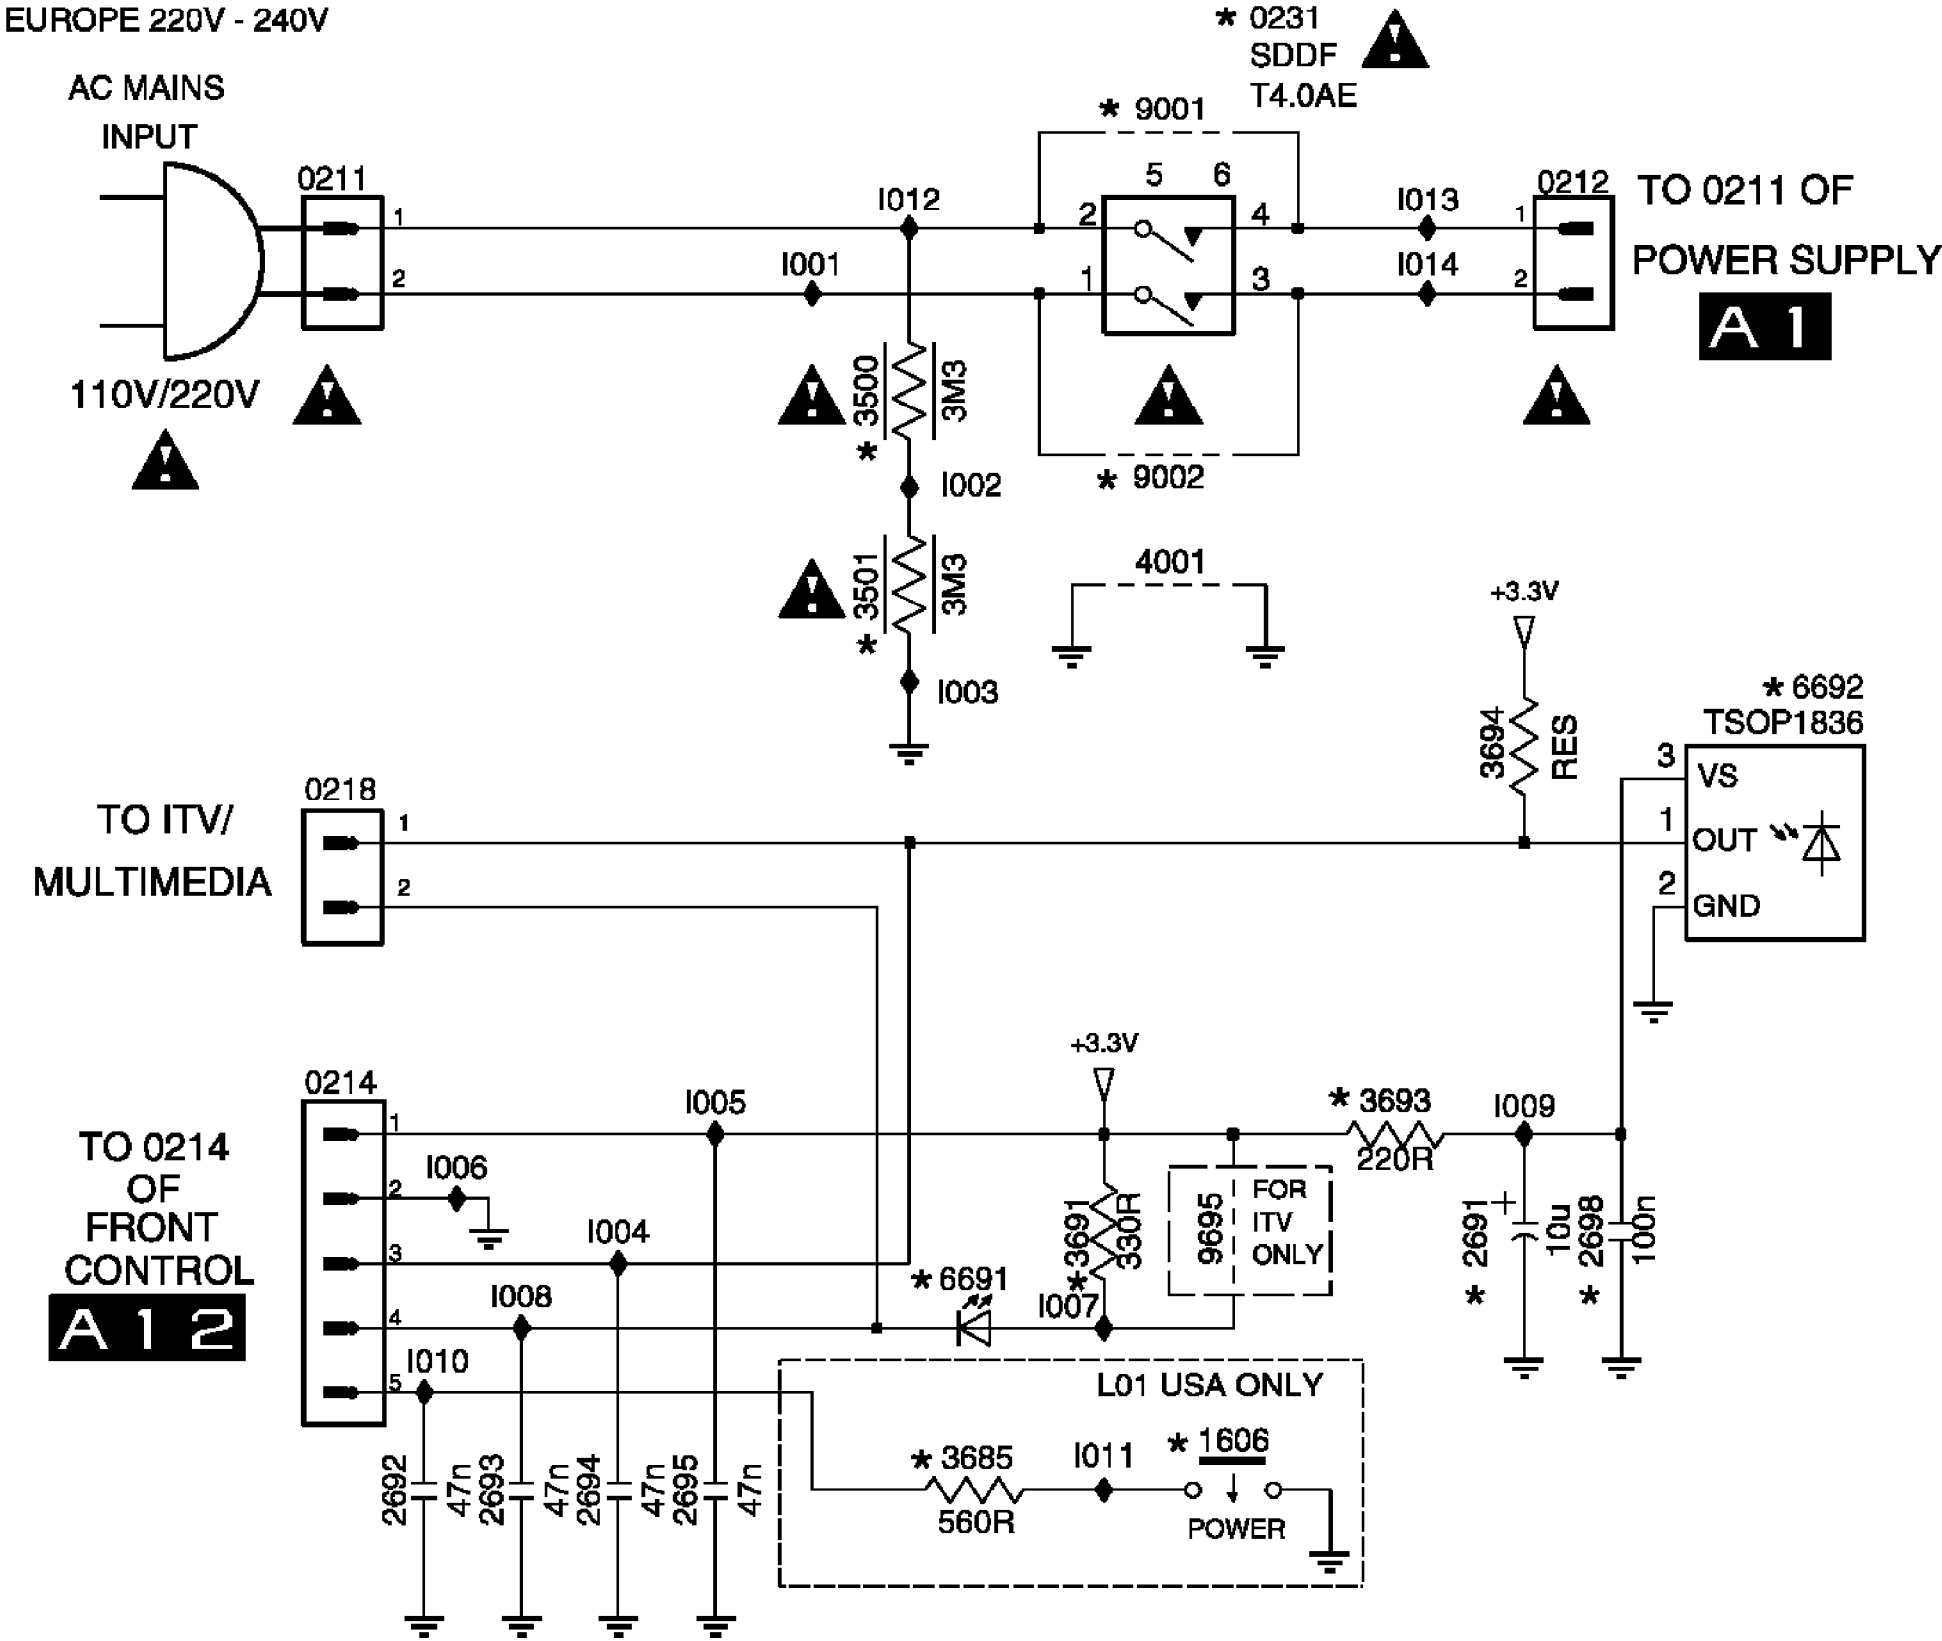 EUROPE 220V - 240V
AC MAINS
INPUT
110V/220V
0211
1
2
I012
I001
* 9001
* 0231
SDDF
T4.0AE
5 6
2
1
4
3
* 9002
I013
I014
0212
1
2
TO 0211 OF
POWER SUPPLY
A 1
* 3500
3M3
I002
* 3501
3M3
I003
4001
+3.3V
3694
RES
* 6692
TSOP1836
3
VS
1
OUT
2
GND
TO ITV/
MULTIMEDIA
0218
1
2
TO 0214
OF
FRONT
CONTROL
A 1 2
0214
1
2
3
4
5
I005
I006
I004
I008
I010
+3.3V
* 3691
330R
* 6691
I007
9695
FOR
ITV
ONLY
* 3693
220R
I009
* 2691
+
10u
* 2698
100n
2692
47n
2693
47n
2694
47n
2695
47n
L01 USA ONLY
* 3685
560R
I011
* 1606
POWER